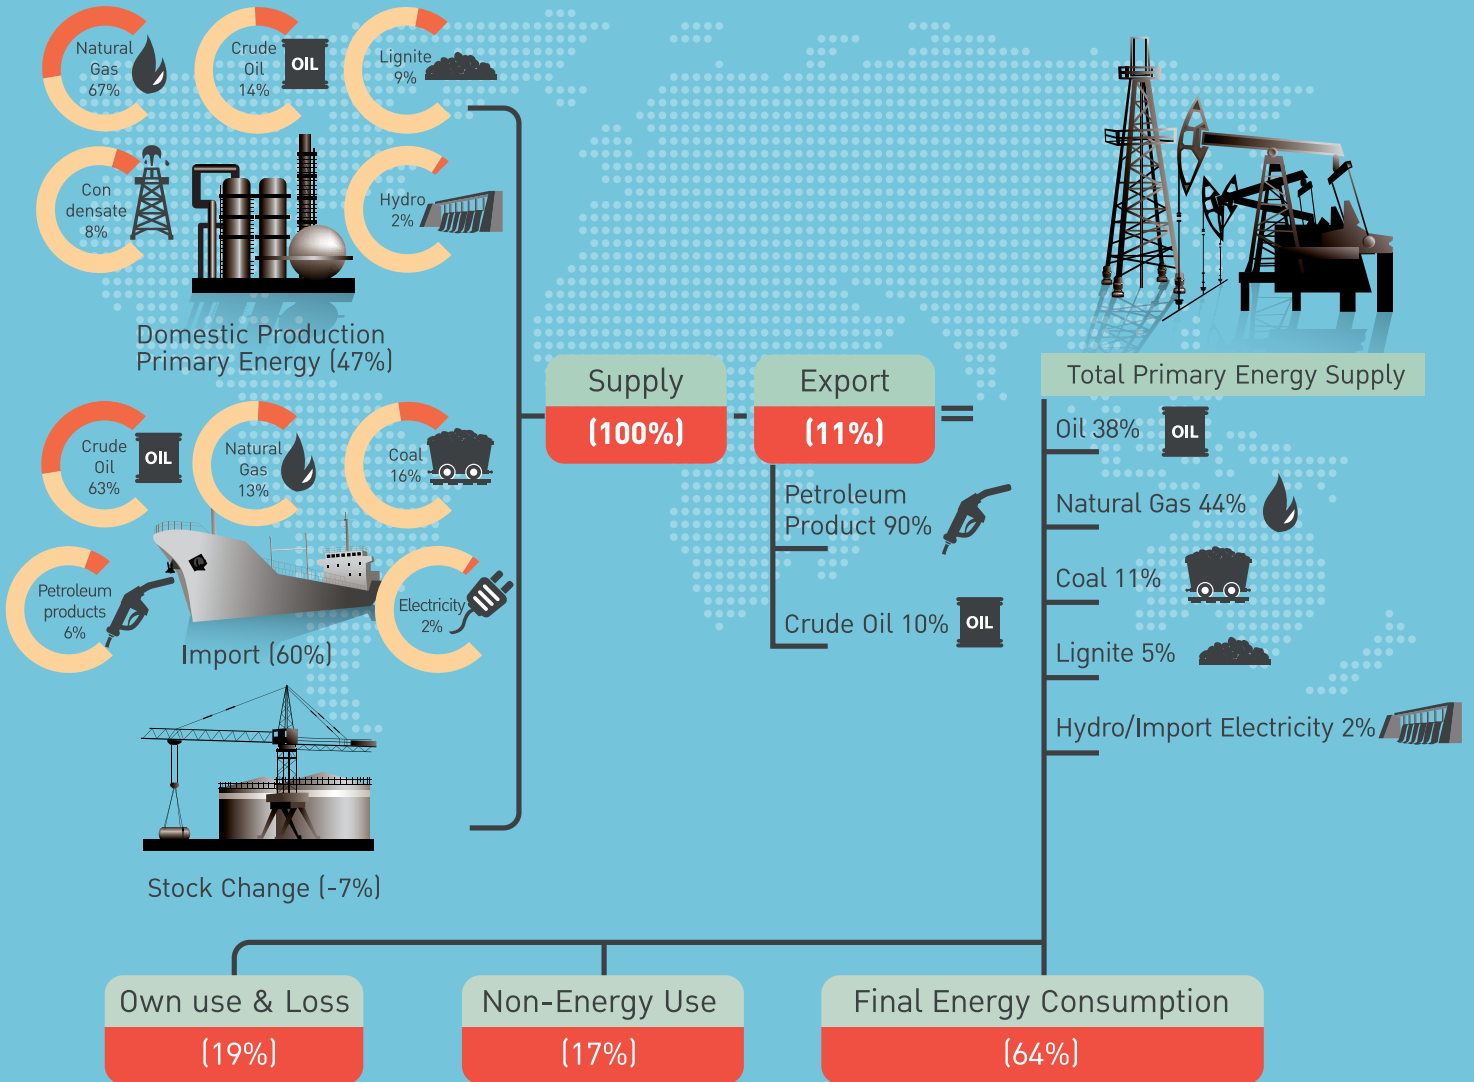 Natural
Gas
67%
Crude
Oil
14%
OIL
Lignite
9%
Con
densate
8%
Hydro
2%
Domestic Production
Primary Energy (47%)
Crude
Oil
63%
OIL
Natural
Gas
13%
Coal
16%
Petroleum
products
6%
Electricity
2%
Import (60%)
Stock Change (-7%)
Supply
(100%)
-
Export
(11%)
=
Petroleum
Product 90%
Crude Oil 10%
OIL
Total Primary Energy Supply
Oil 38%
OIL
Natural Gas 44%
Coal 11%
Lignite 5%
Hydro/Import Electricity 2%
Own use & Loss
(19%)
Non-Energy Use
(17%)
Final Energy Consumption
(64%)